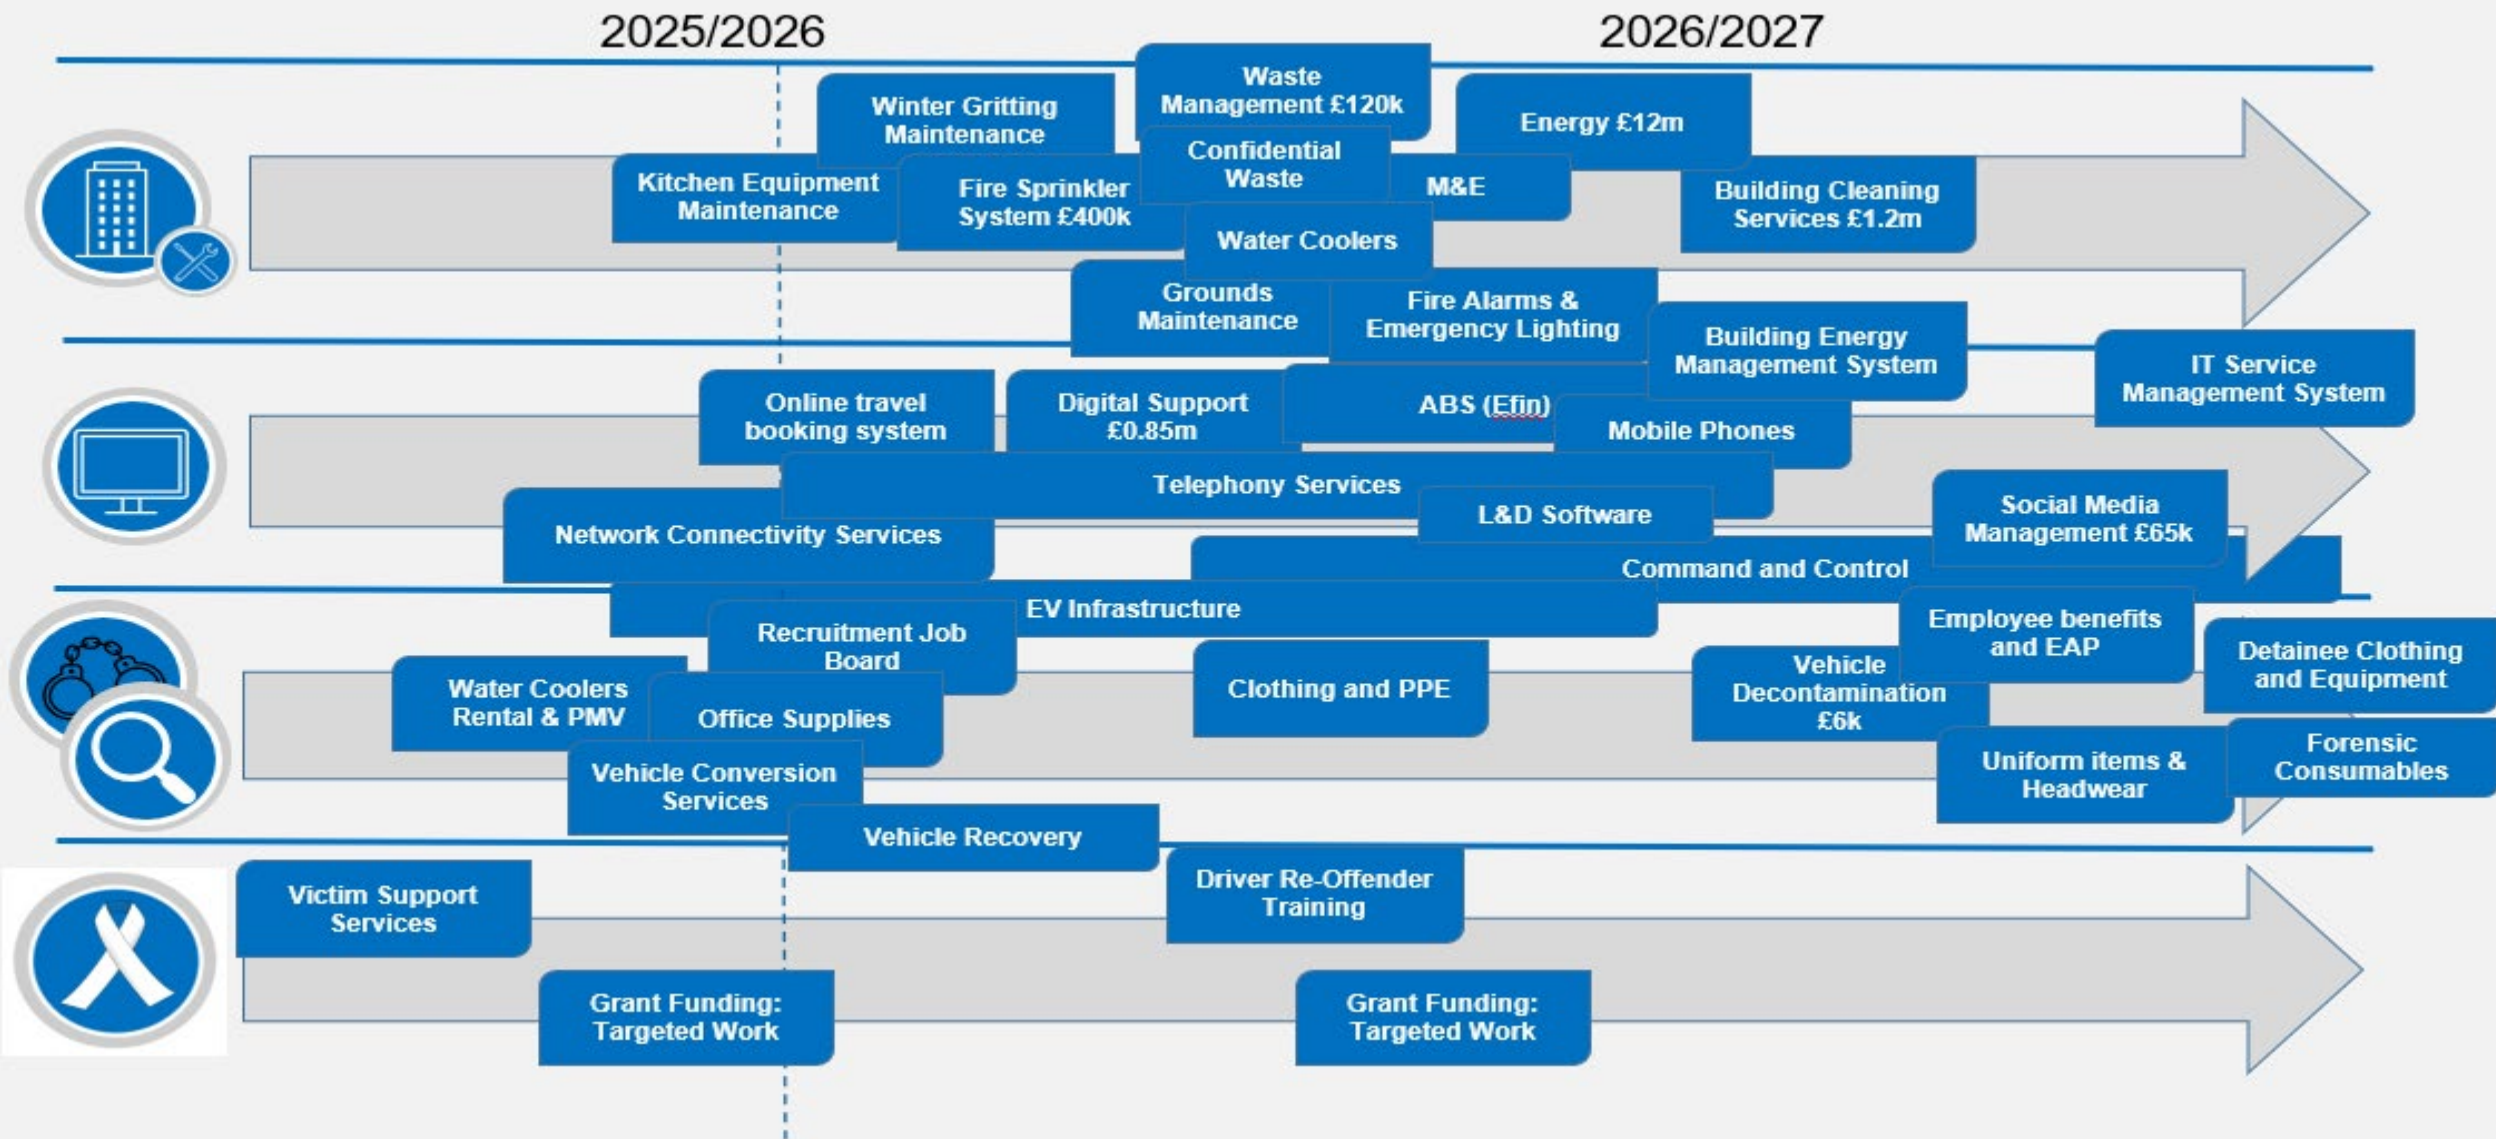 2025/2026
2026/2027
Waste
Management £120k
Winter Gritting
Maintenance
Energy £12m
Confidential
Waste
Kitchen Equipment
Maintenance
Fire Sprinkler
System £400k
M&E
Building Cleaning
Services £1.2m
Water Coolers
Grounds
Maintenance
Fire Alarms &
Emergency Lighting
Building Energy
Management System
IT Service
Management System
Online travel
booking system
Digital Support
£0.85m
ABS (Efin)
Mobile Phones
Telephony Services
L&D Software
Social Media
Management £65k
Network Connectivity Services
Command and Control
EV Infrastructure
Recruitment Job
Board
Employee benefits
and EAP
Detainee Clothing
and Equipment
Water Coolers
Rental & PMV
Office Supplies
Clothing and PPE
Vehicle
Decontamination
£6k
Vehicle Conversion
Services
Uniform items &
Headwear
Forensic
Consumables
Vehicle Recovery
Victim Support
Services
Driver Re-Offender
Training
Grant Funding:
Targeted Work
Grant Funding:
Targeted Work